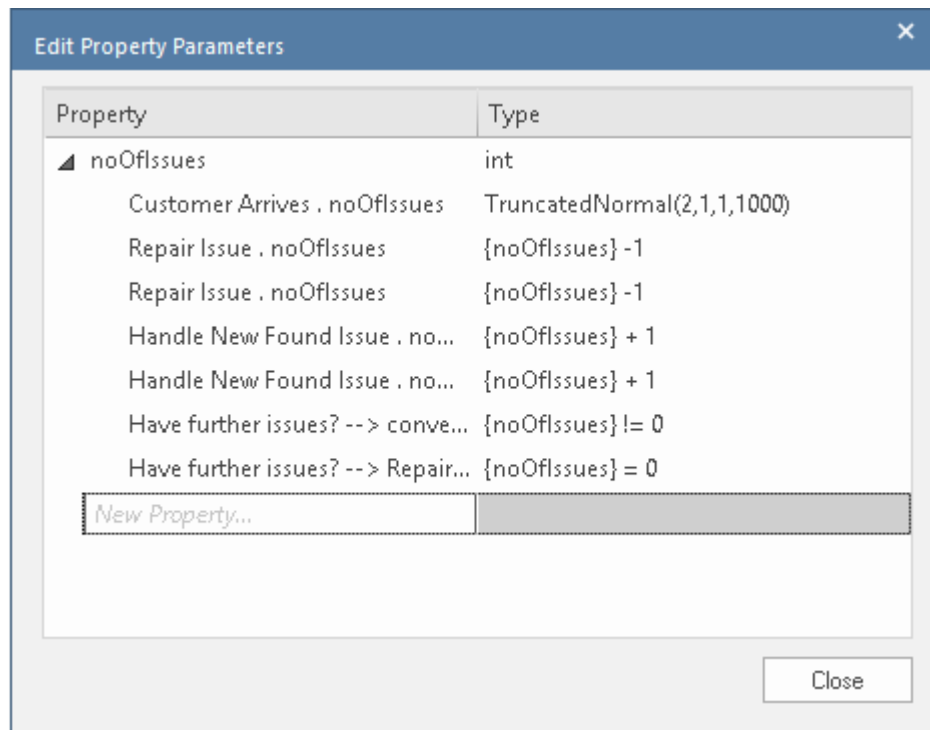 Edit Property Parameters
Property Type
noOfIssues int
Customer Arrives . noOfIssues TruncatedNormal(2,1,1,1000)
Repair Issue . noOfIssues {noOfIssues} -1
Repair Issue . noOfIssues {noOfIssues} -1
Handle New Found Issue . no... {noOfIssues} + 1
Handle New Found Issue . no... {noOfIssues} + 1
Have further issues? --> conve... {noOfIssues} != 0
Have further issues? --> Repair... {noOfIssues} = 0
New Property...
Close